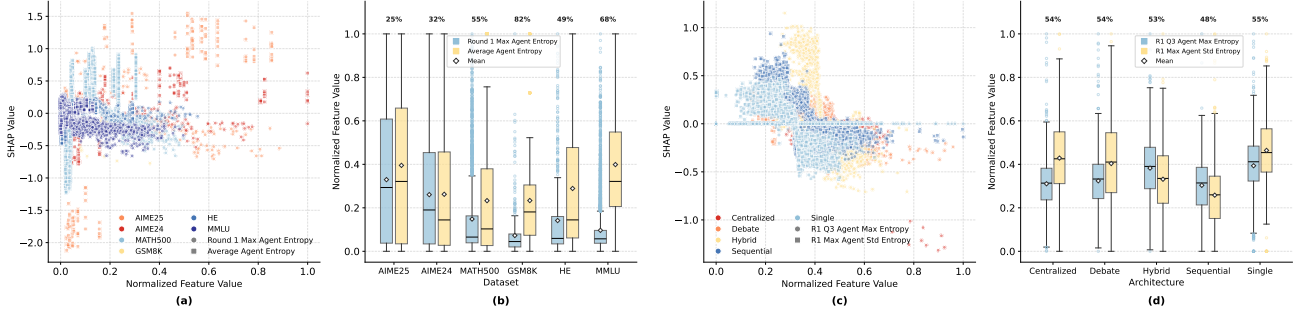 1.5
1.0
0.5
0.0
−0.5
−1.0
−1.5
−2.0
SHAP Value
AIME25
AIME24
MATH500
GSM8K
HE
MMLU
Round 1 Max Agent Entropy
Average Agent Entropy
0.0 0.2 0.4 0.6 0.8 1.0
Normalized Feature Value
(a)
25% 32% 55% 82% 49% 68%
Round 1 Max Agent Entropy
Average Agent Entropy
Mean
1.0
0.8
0.6
0.4
0.2
0.0
Normalized Feature Value
AIME25 AIME24 MATH500 GSM8K HE MMLU
Dataset
(b)
1.0
0.5
0.0
−0.5
−1.0
SHAP Value
Centralized
Debate
Hybrid
Sequential
Single
R1 Q3 Agent Max Entropy
R1 Max Agent Std Entropy
0.0 0.2 0.4 0.6 0.8 1.0
Normalized Feature Value
(c)
54% 54% 53% 48% 55%
R1 Q3 Agent Max Entropy
R1 Max Agent Std Entropy
Mean
1.0
0.8
0.6
0.4
0.2
0.0
Normalized Feature Value
Centralized Debate Hybrid Sequential Single
Architecture
(d)